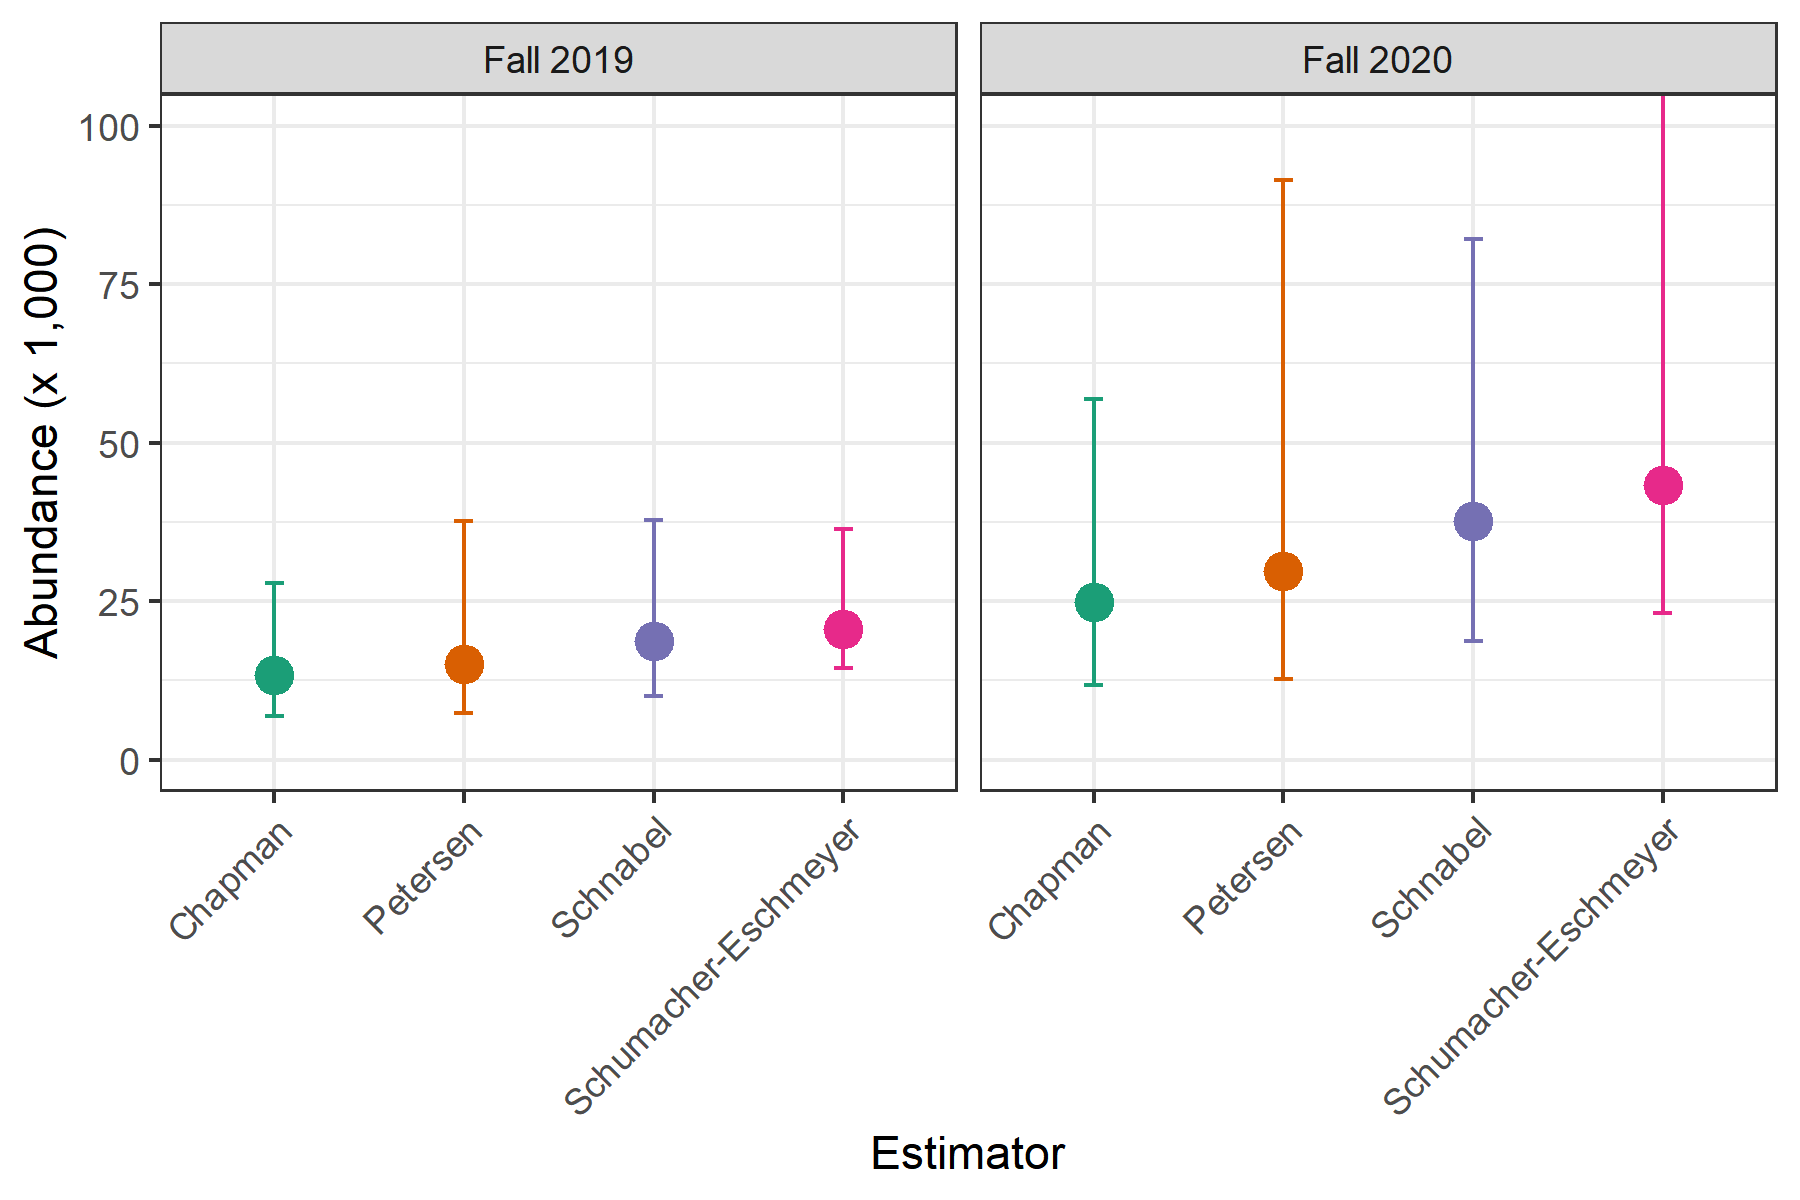 Fall 2019
Fall 2020
Abundance (x 1,000)
100
75
50
25
0
Chapman
Petersen
Schnabel
Schumacher-Eschmeyer
Chapman
Petersen
Schnabel
Schumacher-Eschmeyer
Estimator